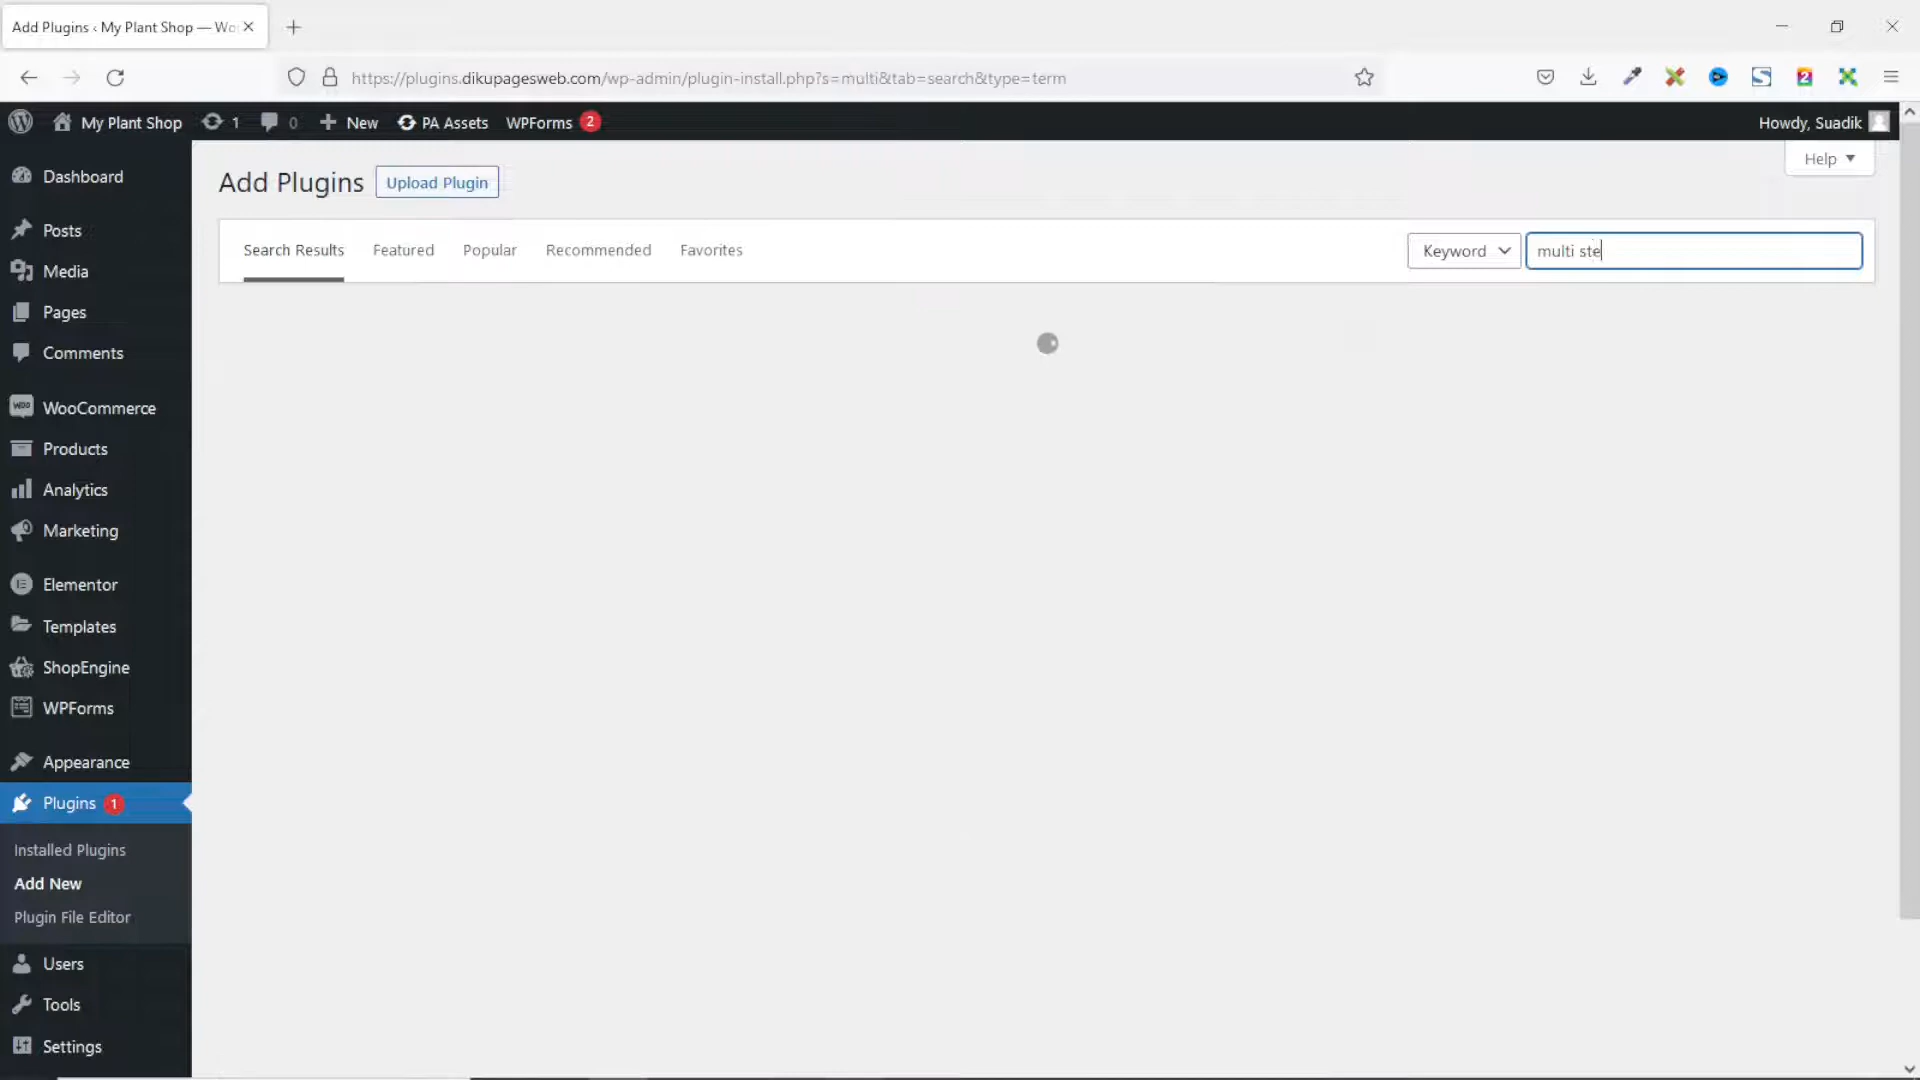 Add Plugins ‹ My Plant Shop — Wo
https://plugins.dikupagesweb.com/wp-admin/plugin-install.php?s=multi&tab=search&type=term
My Plant Shop 1 0 New PA Assets WPForms 2 Howdy, Suadik
Help
Add Plugins Upload Plugin
Search Results Featured Popular Recommended Favorites Keyword multi ste
Dashboard
Posts
Media
Pages
Comments
WooCommerce
Products
Analytics
Marketing
Elementor
Templates
ShopEngine
WPForms
Appearance
Plugins 1
Installed Plugins
Add New
Plugin File Editor
Users
Tools
Settings